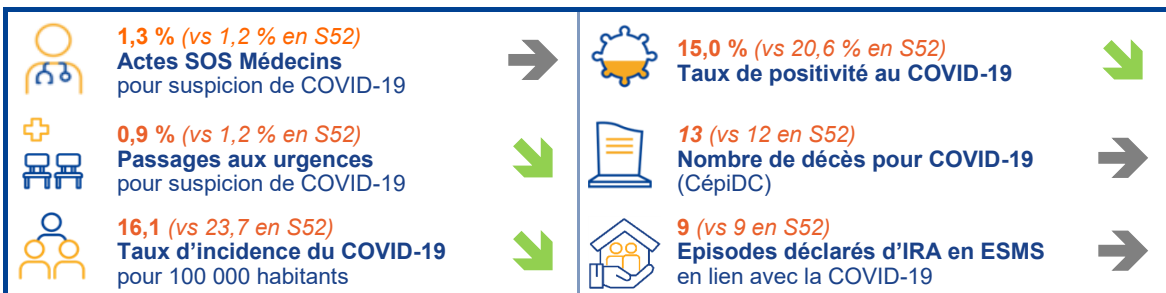 1,3 % (vs 1,2 % en S52)
Actes SOS Médecins
pour suspicion de COVID-19
0,9 % (vs 1,2 % en S52)
Passages aux urgences
pour suspicion de COVID-19
16,1 (vs 23,7 en S52)
Taux d’incidence du COVID-19
pour 100 000 habitants
15,0 % (vs 20,6 % en S52)
Taux de positivité au COVID-19
13 (vs 12 en S52)
Nombre de décès pour COVID-19
(CépiDC)
9 (vs 9 en S52)
Episodes déclarés d’IRA en ESMS
en lien avec la COVID-19